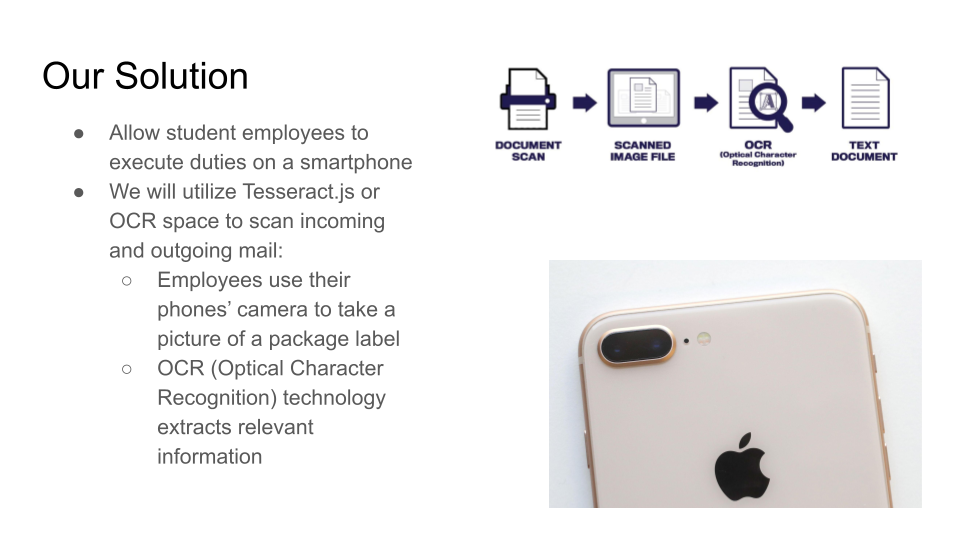 Our Solution
● Allow student employees to
execute duties on a smartphone
● We will utilize Tesseract.js or
OCR space to scan incoming
and outgoing mail:
○ Employees use their
phones’ camera to take a
picture of a package label
○ OCR (Optical Character
Recognition) technology
extracts relevant
information
DOCUMENT
SCAN
SCANNED
IMAGE FILE
A
OCR
(Optical Character
Recognition)
TEXT
DOCUMENT